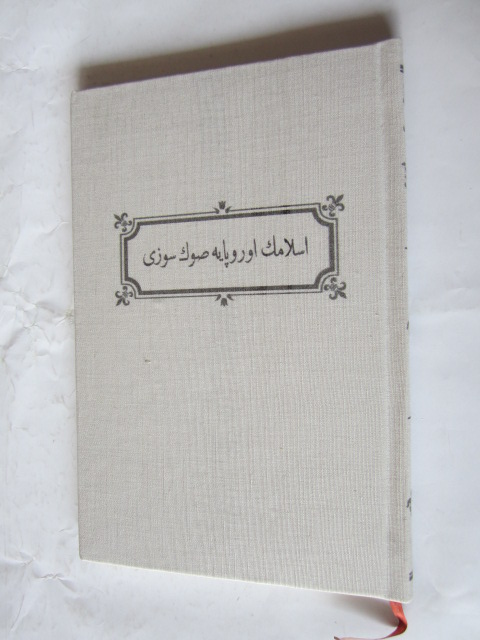 اسلامك اوروپایه صوك سوزی